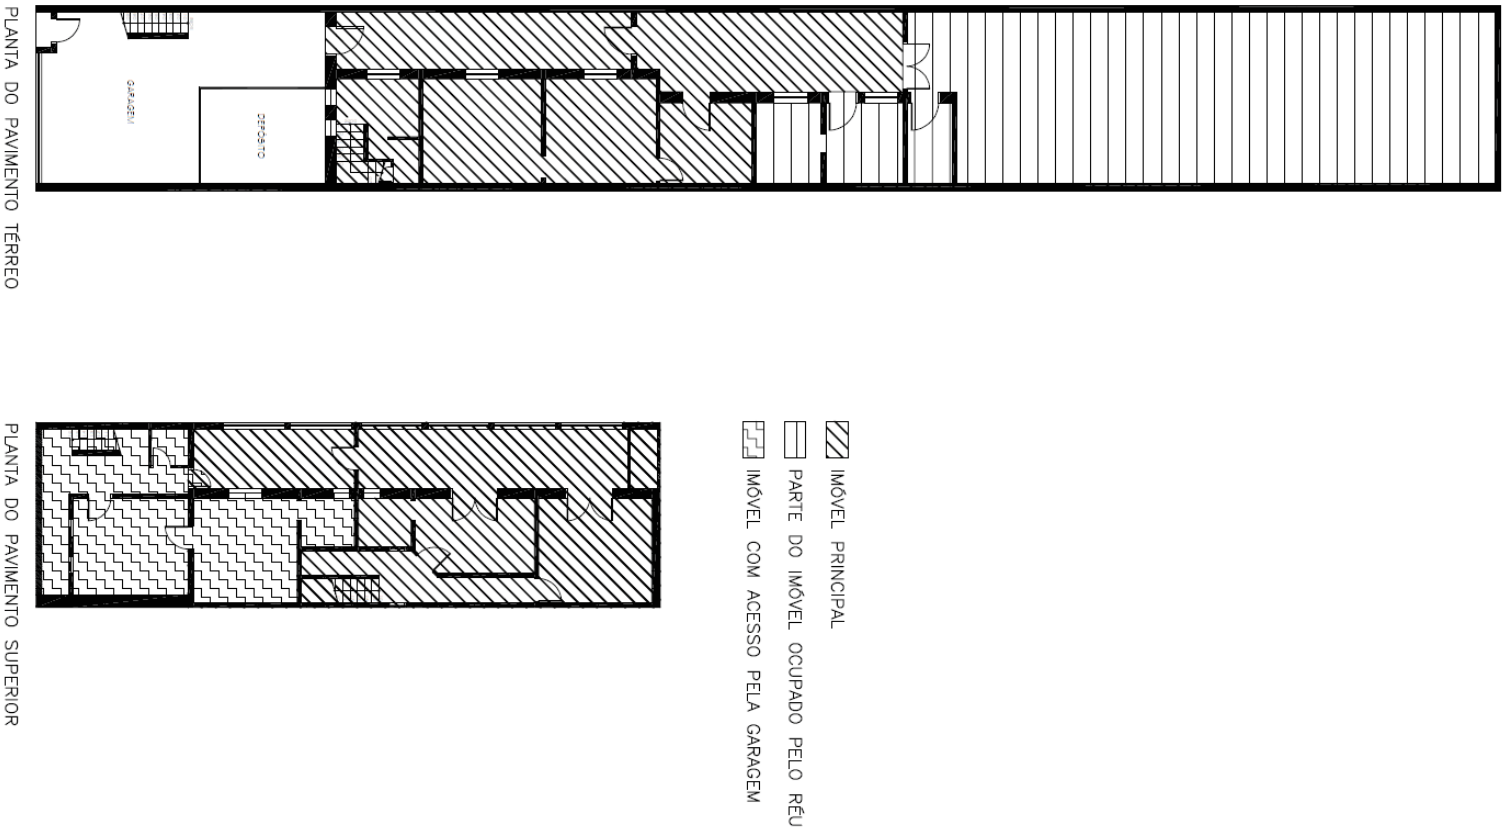 PLANTA DO PAVIMENTO TÉRREO
GARAGEM
DEPÓSITO
PLANTA DO PAVIMENTO SUPERIOR
IMÓVEL PRINCIPAL
PARTE DO IMÓVEL OCUPADO PELO RÉU
IMÓVEL COM ACESSO PELA GARAGEM